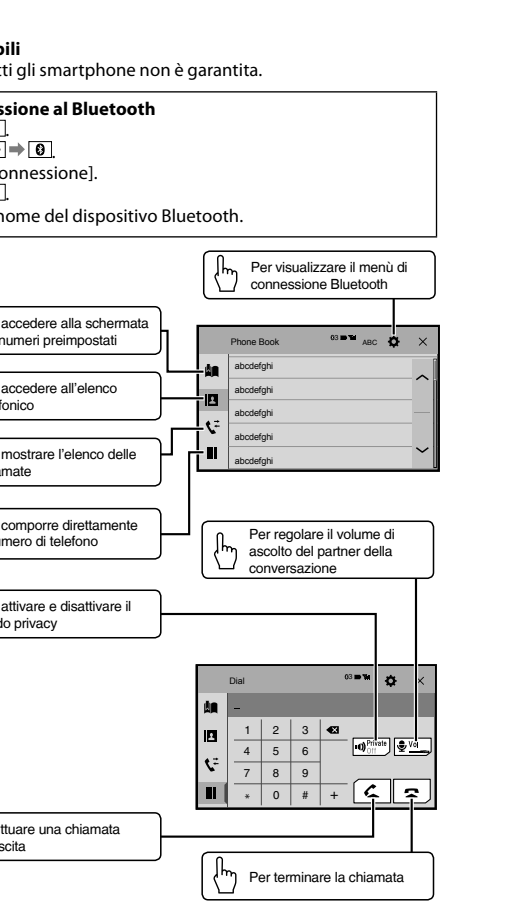 bili
tti gli smartphone non è garantita.
ssione al Bluetooth
onnessione].
nome del dispositivo Bluetooth.
Per visualizzare il menù di
connessione Bluetooth
accedere alla schermata
numeri preimpostati
accedere all'elenco
fonico
mostrare l'elenco delle
amate
comporre direttamente
umero di telefono
Phone Book
03
ABC
abcdefghi
abcdefghi
abcdefghi
abcdefghi
abcdefghi
Per regolare il volume di
ascolto del partner della
conversazione
attivare e disattivare il
do privacy
Dial
03
_
1 2 3
4 5 6
7 8 9
* 0 # +
Private
Off
Vol
ttuare una chiamata
scita
Per terminare la chiamata